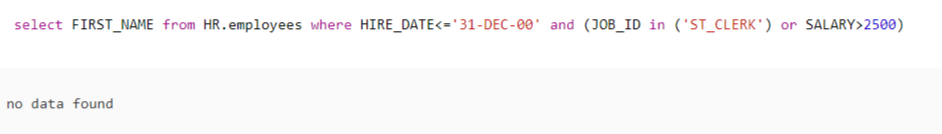 select FIRST_NAME from HR.employees where HIRE_DATE<='31-DEC-00' and (JOB_ID in ('ST_CLERK') or SALARY>2500)
no data found